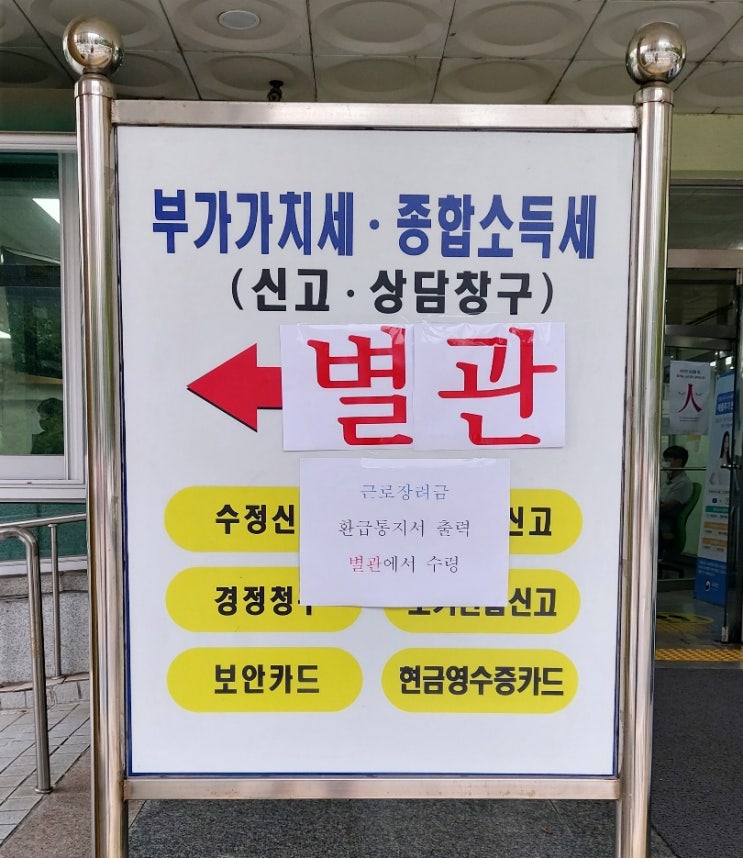 부가가치세 · 종합소득세
(신고 · 상담창구)
별관
근로장려금
환급통지서 출력
별관에서 수령
수정신
신고
경정청
신고
보안카드
현금영수증카드